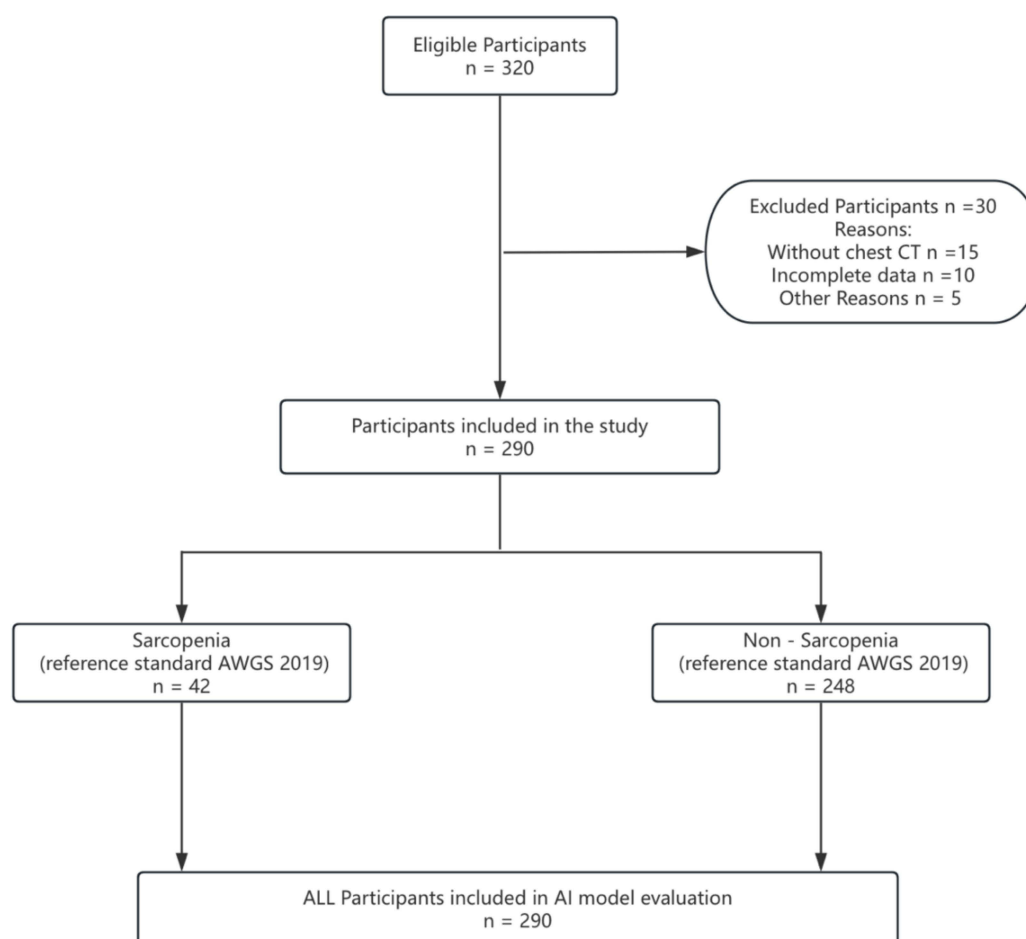 Eligible Participants
n = 320
Excluded Participants n =30
Reasons:
Without chest CT n =15
Incomplete data n =10
Other Reasons n = 5
Participants included in the study
n = 290
Sarcopenia
(reference standard AWGS 2019)
n = 42
Non - Sarcopenia
(reference standard AWGS 2019)
n = 248
ALL Participants included in AI model evaluation
n = 290